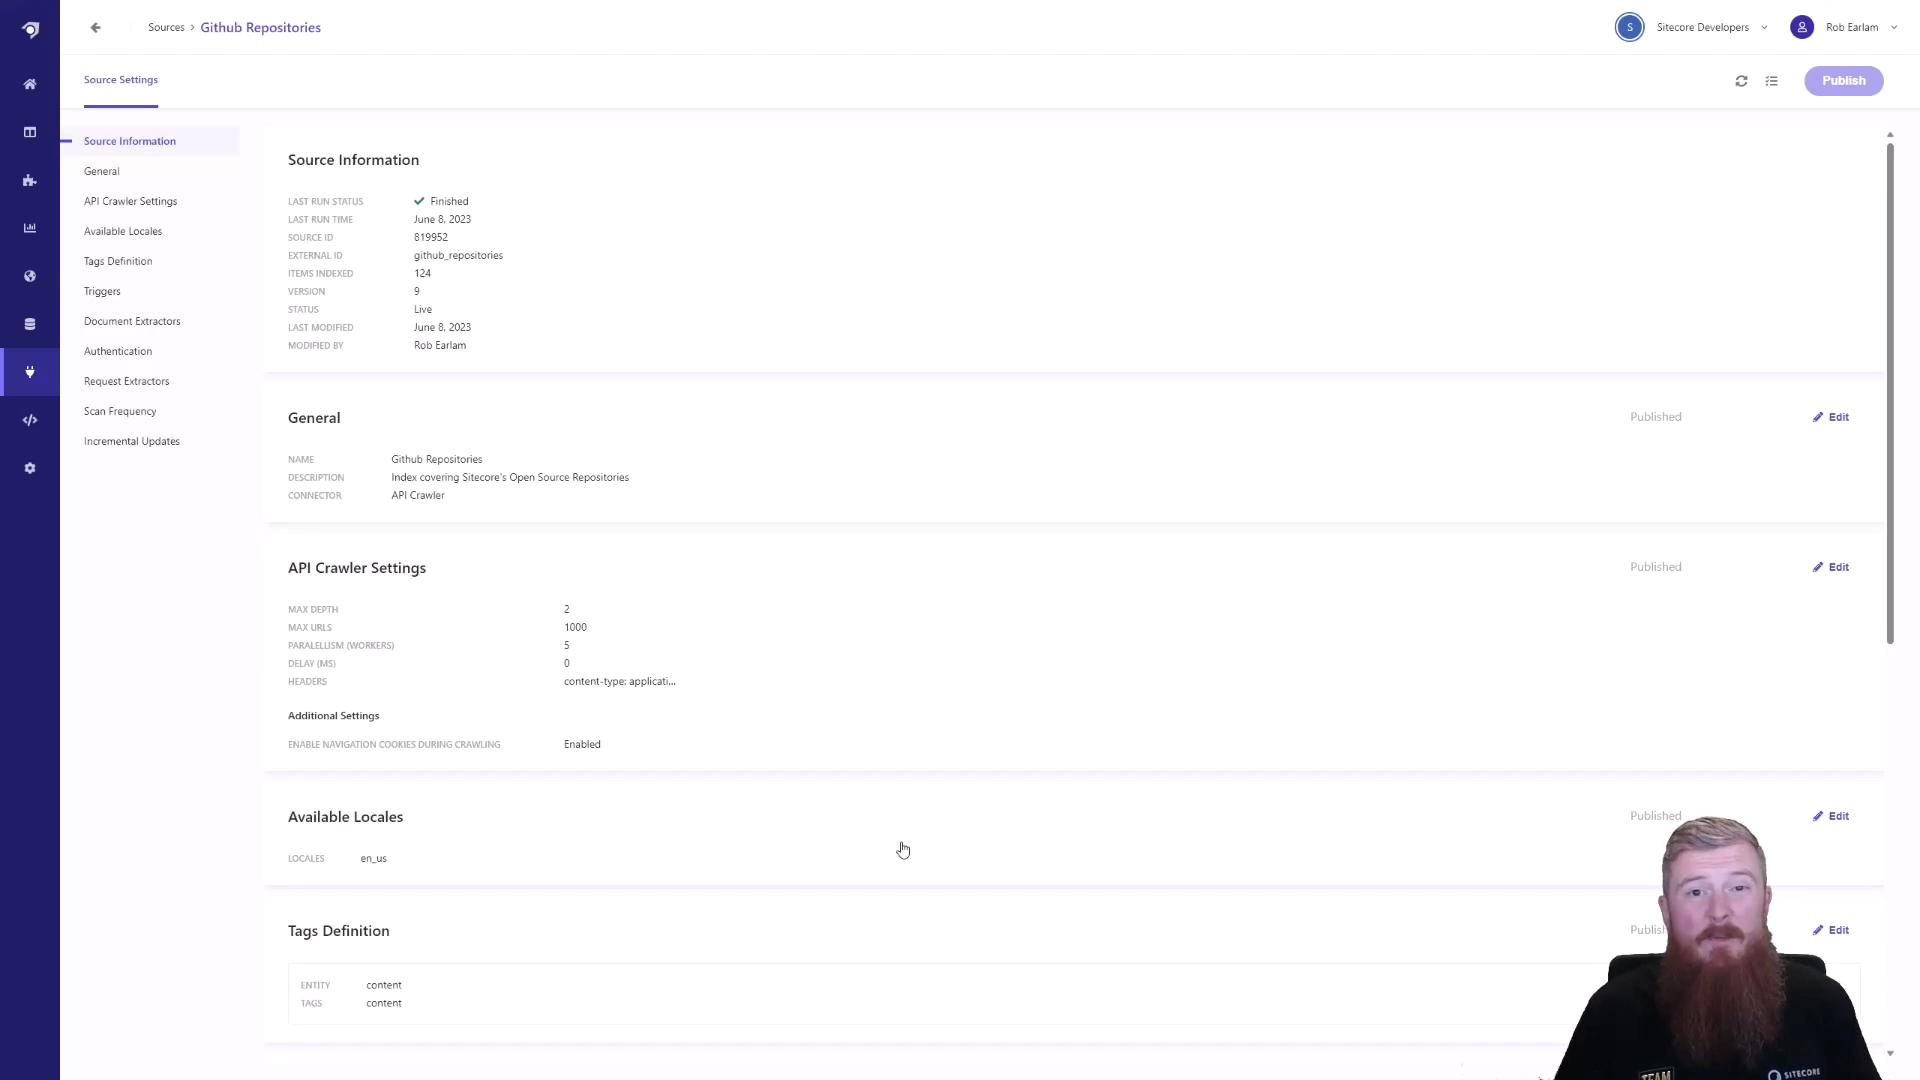 Sources > Github Repositories
S Sitecore Developers
Rob Earlam
Source Settings
Publish
Source Information
General
API Crawler Settings
Available Locales
Tags Definition
Triggers
Document Extractors
Authentication
Request Extractors
Scan Frequency
Incremental Updates
Source Information
LAST RUN STATUS Finished
LAST RUN TIME June 8, 2023
SOURCE ID 819952
EXTERNAL ID github_repositories
ITEMS INDEXED 124
VERSION 9
STATUS Live
LAST MODIFIED June 8, 2023
MODIFIED BY Rob Earlam
General Published Edit
NAME Github Repositories
DESCRIPTION Index covering Sitecore's Open Source Repositories
CONNECTOR API Crawler
API Crawler Settings Published Edit
MAX DEPTH 2
MAX URLS 1000
PARALELLISM (WORKERS) 5
DELAY (MS) 0
HEADERS content-type: applicati...
Additional Settings
ENABLE NAVIGATION COOKIES DURING CRAWLING Enabled
Available Locales Published Edit
LOCALES en_us
Tags Definition Publish Edit
ENTITY content
TAGS content
TEAM SITECORE